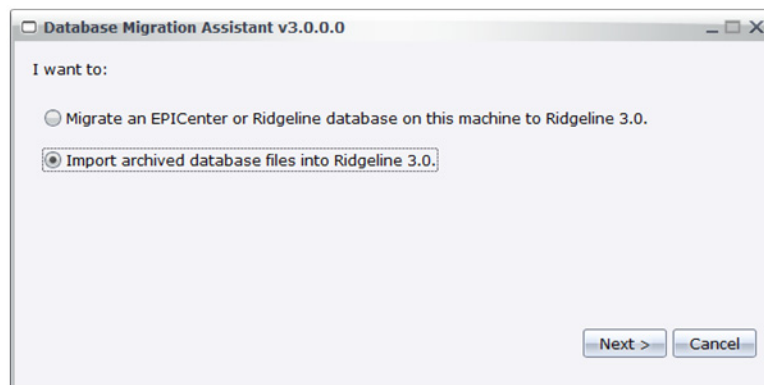 Database Migration Assistant v3.0.0.0
I want to:
Migrate an EPICenter or Ridgeline database on this machine to Ridgeline 3.0.
Import archived database files into Ridgeline 3.0.
Next > Cancel